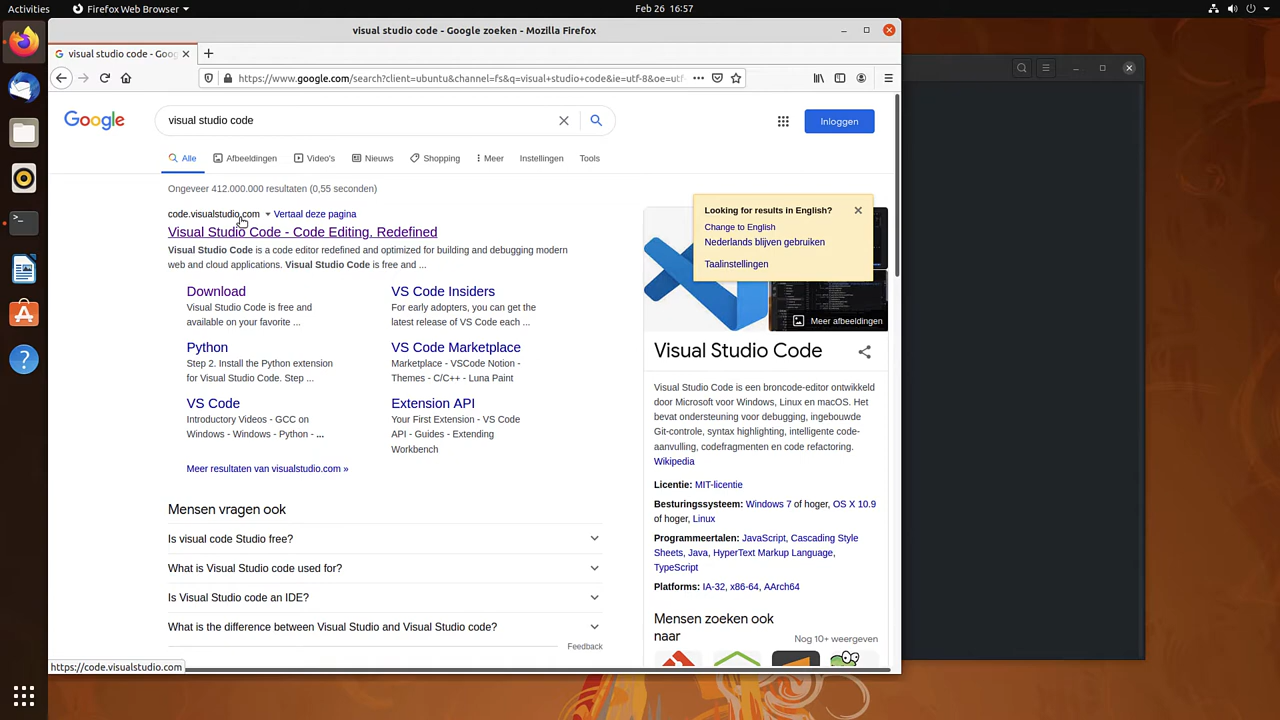 Activities
Firefox Web Browser
Feb 26 16:57
visual studio code - Google zoeken - Mozilla Firefox
visual studio code - Goog
https://www.google.com/search?client=ubuntu&channel=fs&q=visual+studio+code&ie=utf-8&oe=utf-
Google
visual studio code
Inloggen
Alle
Afbeeldingen
Video's
Nieuws
Shopping
Meer
Instellingen
Tools
Ongeveer 412.000.000 resultaten (0,55 seconden)
code.visualstudio.com
Vertaal deze pagina
Visual Studio Code - Code Editing. Redefined
Visual Studio Code is a code editor redefined and optimized for building and debugging modern
web and cloud applications. Visual Studio Code is free and ...
Download
Visual Studio Code is free and
available on your favorite ...
VS Code Insiders
For early adopters, you can get the
latest release of VS Code each ...
Python
Step 2. Install the Python extension
for Visual Studio Code. Step ...
VS Code Marketplace
Marketplace - VSCode Notion -
Themes - C/C++ - Luna Paint
VS Code
Introductory Videos - GCC on
Windows - Windows - Python - ...
Extension API
Your First Extension - VS Code
API - Guides - Extending
Workbench
Meer resultaten van visualstudio.com »
Mensen vragen ook
Is visual code Studio free?
What is Visual Studio code used for?
Is Visual Studio code an IDE?
What is the difference between Visual Studio and Visual Studio code?
Feedback
Looking for results in English?
Change to English
Nederlands blijven gebruiken
Taalinstellingen
Meer afbeeldingen
Visual Studio Code
Visual Studio Code is een broncode-editor ontwikkeld
door Microsoft voor Windows, Linux en macOS. Het
bevat ondersteuning voor debugging, ingebouwde
Git-controle, syntax highlighting, intelligente code-
aanvulling, codefragmenten en code refactoring.
Wikipedia
Licentie: MIT-licentie
Besturingssysteem: Windows 7 of hoger, OS X 10.9
of hoger, Linux
Programmeertalen: JavaScript, Cascading Style
Sheets, Java, HyperText Markup Language,
TypeScript
Platforms: IA-32, x86-64, AArch64
Mensen zoeken ook
naar
Nog 10+ weergeven
https://code.visualstudio.com